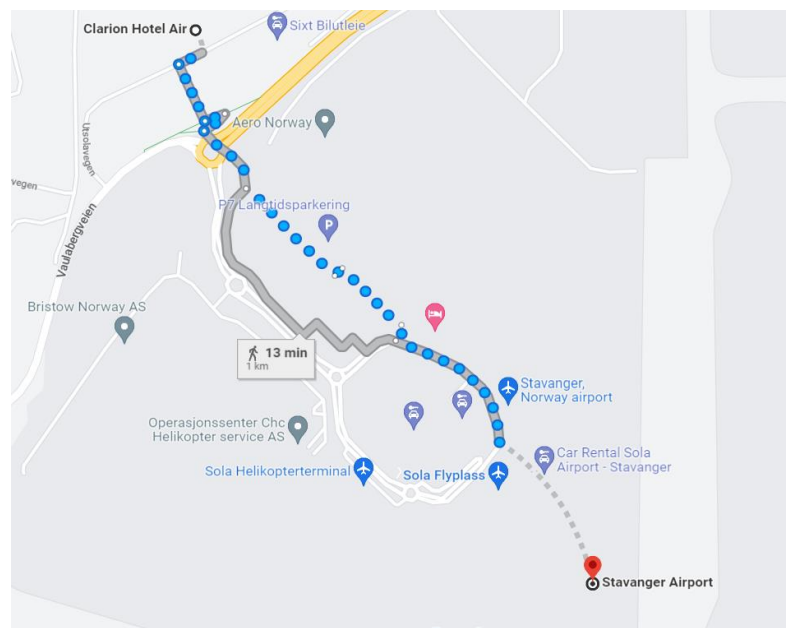 Clarion Hotel Air
Sixt Bilutleie
Aero Norway
Utsolavegen
vegen
Vaulabergveien
P7 Langtidsparkering
P
Bristow Norway AS
13 min
1 km
Stavanger,
Norway airport
Operasjonssenter Chc
Helikopter service AS
Car Rental Sola
Airport - Stavanger
Sola Helikopterterminal
Sola Flyplass
Stavanger Airport